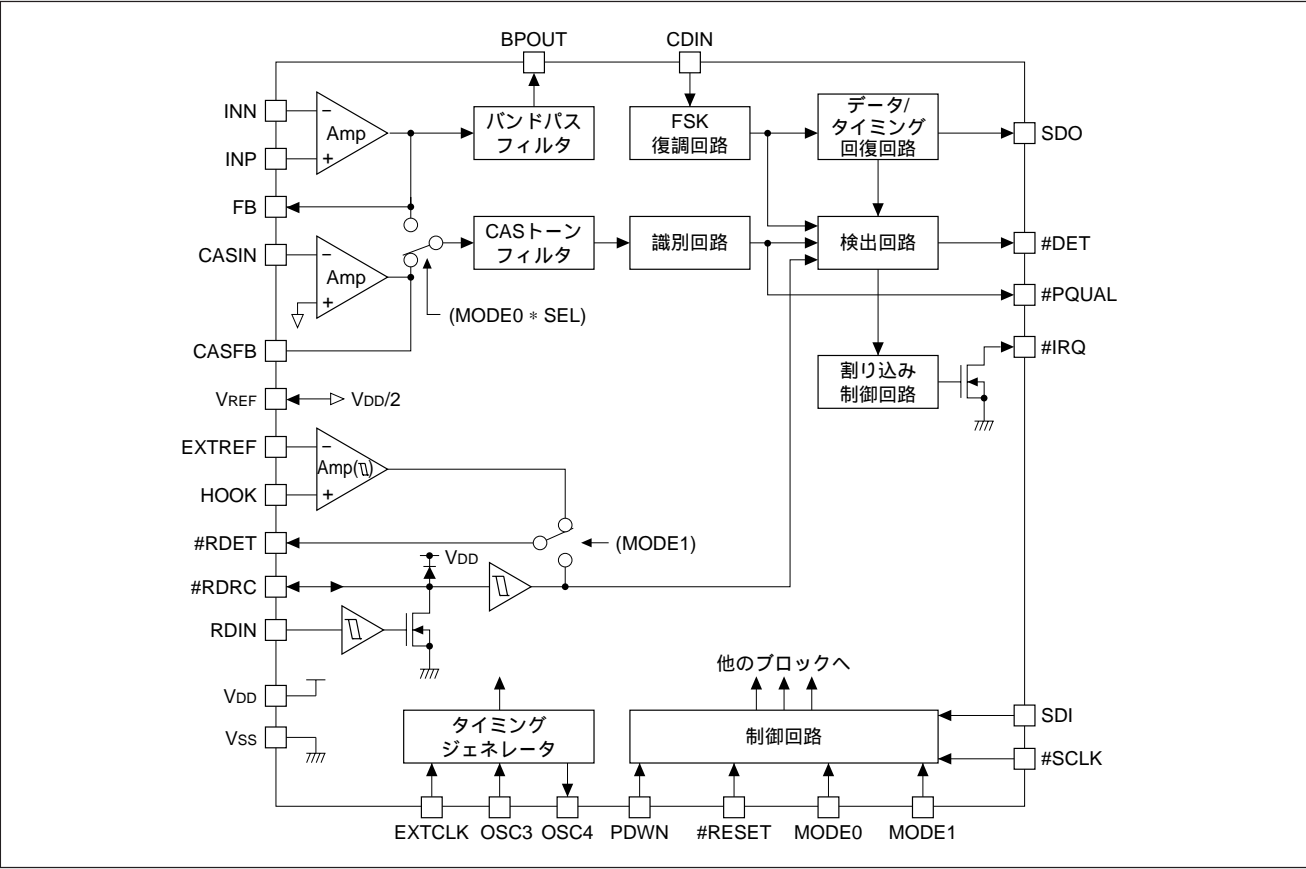 BPOUT
CDIN
INN
INP
FB
CASIN
CASFB
VREF
EXTREF
HOOK
#RDET
#RDRC
RDIN
VDD
VSS
−
Amp
+
バンドパス
フィルタ
FSK
復調回路
データ/
タイミング
回復回路
SDO
−
Amp
+
CASトーン
フィルタ
識別回路
検出回路
#DET
#PQUAL
(MODE0 * SEL)
#IRQ
割り込み
制御回路
VDD/2
−
Amp( )
+
(MODE1)
VDD
他のブロックへ
タイミング
ジェネレータ
制御回路
SDI
#SCLK
EXTCLK
OSC3
OSC4
PDWN
#RESET
MODE0
MODE1